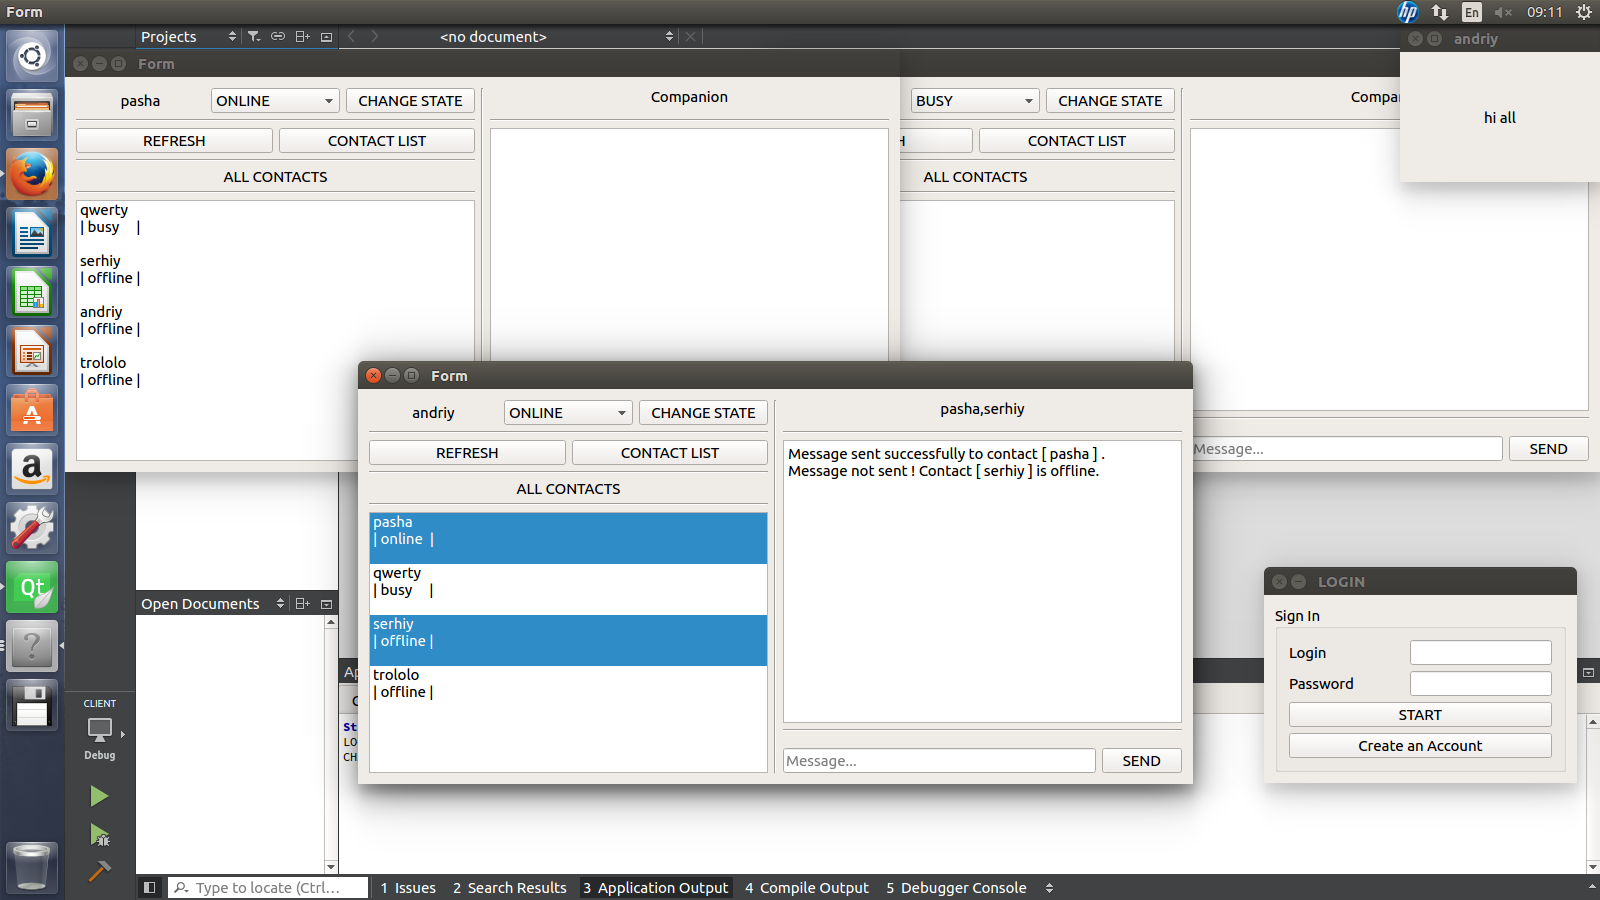 Form
hp
En
09:11
Projects
<no document>
andriy
hi all
Form
pasha
ONLINE
CHANGE STATE
Companion
REFRESH
CONTACT LIST
ALL CONTACTS
qwerty
| busy |
serhiy
| offline |
andriy
| offline |
trololo
| offline |
BUSY
CHANGE STATE
CONTACT LIST
ALL CONTACTS
Message...
SEND
Form
andriy
ONLINE
CHANGE STATE
pasha,serhiy
REFRESH
CONTACT LIST
ALL CONTACTS
pasha
| online |
qwerty
| busy |
serhiy
| offline |
trololo
| offline |
Message sent successfully to contact [ pasha ] .
Message not sent ! Contact [ serhiy ] is offline.
Message...
SEND
LOGIN
Sign In
Login
Password
START
Create an Account
Open Documents
Qt
CLIENT
Debug
Type to locate (Ctrl...
1 Issues
2 Search Results
3 Application Output
4 Compile Output
5 Debugger Console